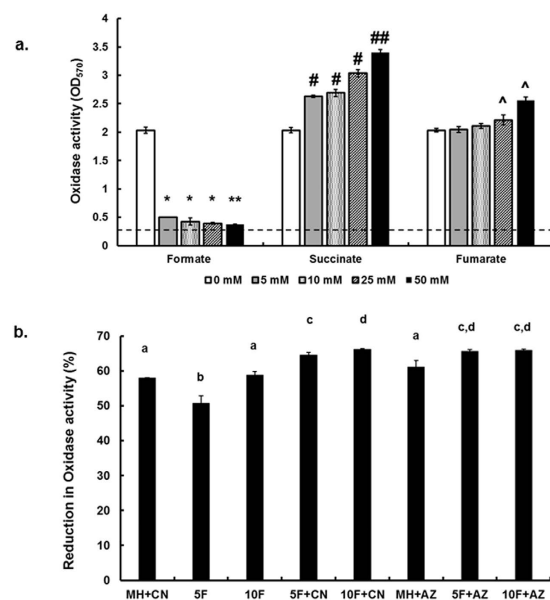 a.
Oxidase activity (OD570)
4
3.5
3
2.5
2
1.5
1
0.5
0
* * * **
# # # ##
^ ^
Formate Succinate Fumarate
0 mM 5 mM 10 mM 25 mM 50 mM
b.
Reduction in Oxidase activity (%)
70
60
50
40
30
20
10
0
a b a c d a c,d c,d
MH+CN 5F 10F 5F+CN 10F+CN MH+AZ 5F+AZ 10F+AZ